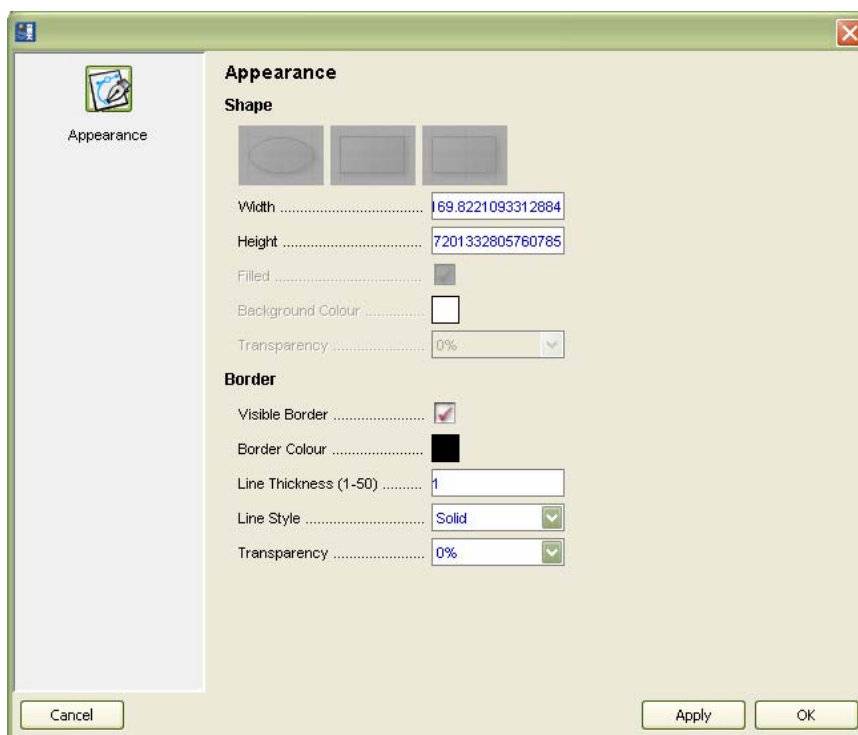 Appearance
Appearance
Shape
Width ................................... 169.8221093312884
Height ................................... 7201332805760785
Filled .....................................
Background Colour ..............
Transparency ....................... 0%
Border
Visible Border .......................
Border Colour .......................
Line Thickness (1-50) .......... 1
Line Style ............................. Solid
Transparency ....................... 0%
Cancel
Apply
OK